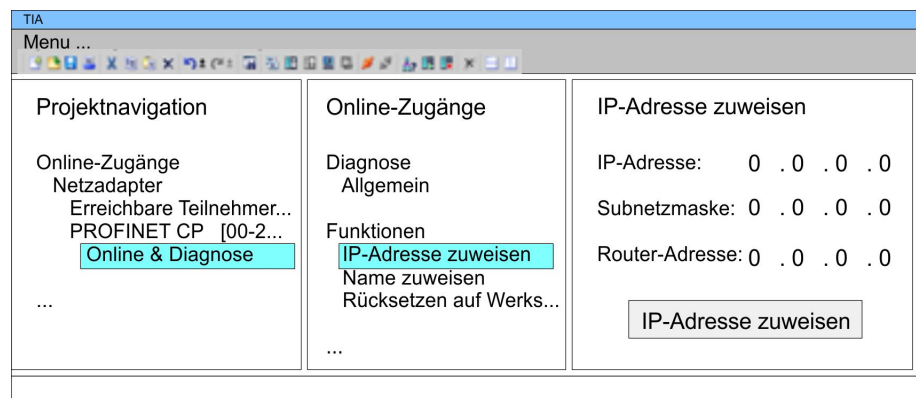 TIA
Menu ...
Projektnavigation
Online-Zugänge
Netzadapter
Erreichbare Teilnehmer...
PROFINET CP [00-2...
Online & Diagnose
...
Online-Zugänge
Diagnose
Allgemein
Funktionen
IP-Adresse zuweisen
Name zuweisen
Rücksetzen auf Werks...
...
IP-Adresse zuweisen
IP-Adresse: 0 . 0 . 0 . 0
Subnetzmaske: 0 . 0 . 0 . 0
Router-Adresse: 0 . 0 . 0 . 0
IP-Adresse zuweisen